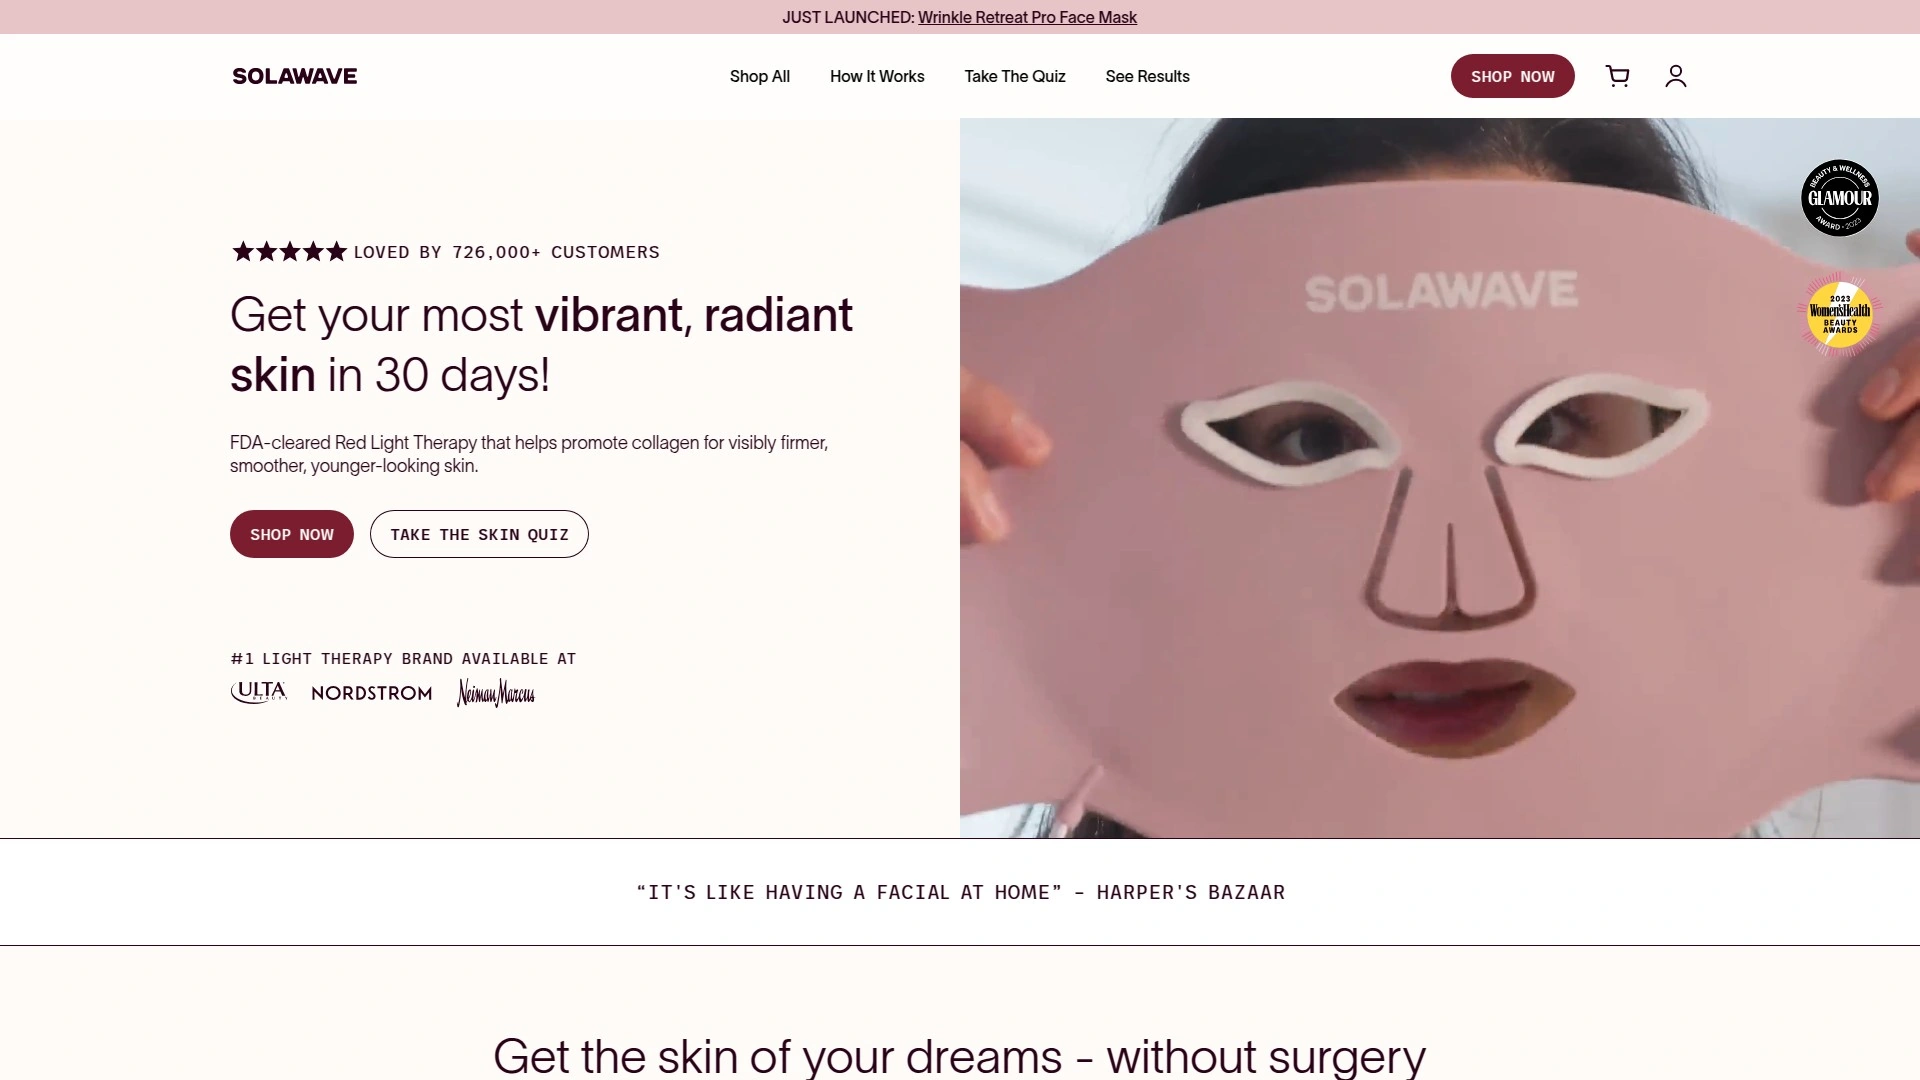 JUST LAUNCHED: Wrinkle Retreat Pro Face Mask
SOLAWAVE
Shop All
How It Works
Take The Quiz
See Results
SHOP NOW
LOVED BY 726,000+ CUSTOMERS
Get your most vibrant, radiant
skin in 30 days!
FDA-cleared Red Light Therapy that helps promote collagen for visibly firmer,
smoother, younger-looking skin.
SHOP NOW
TAKE THE SKIN QUIZ
#1 LIGHT THERAPY BRAND AVAILABLE AT
ULTA
BEAUTY
NORDSTROM
Neiman Marcus
SOLAWAVE
BEAUTY & WELLNESS
GLAMOUR
AWARD • 2023
2023
Women'sHealth
BEAUTY
AWARDS
“IT'S LIKE HAVING A FACIAL AT HOME” – HARPER'S BAZAAR
Get the skin of your dreams - without surgery